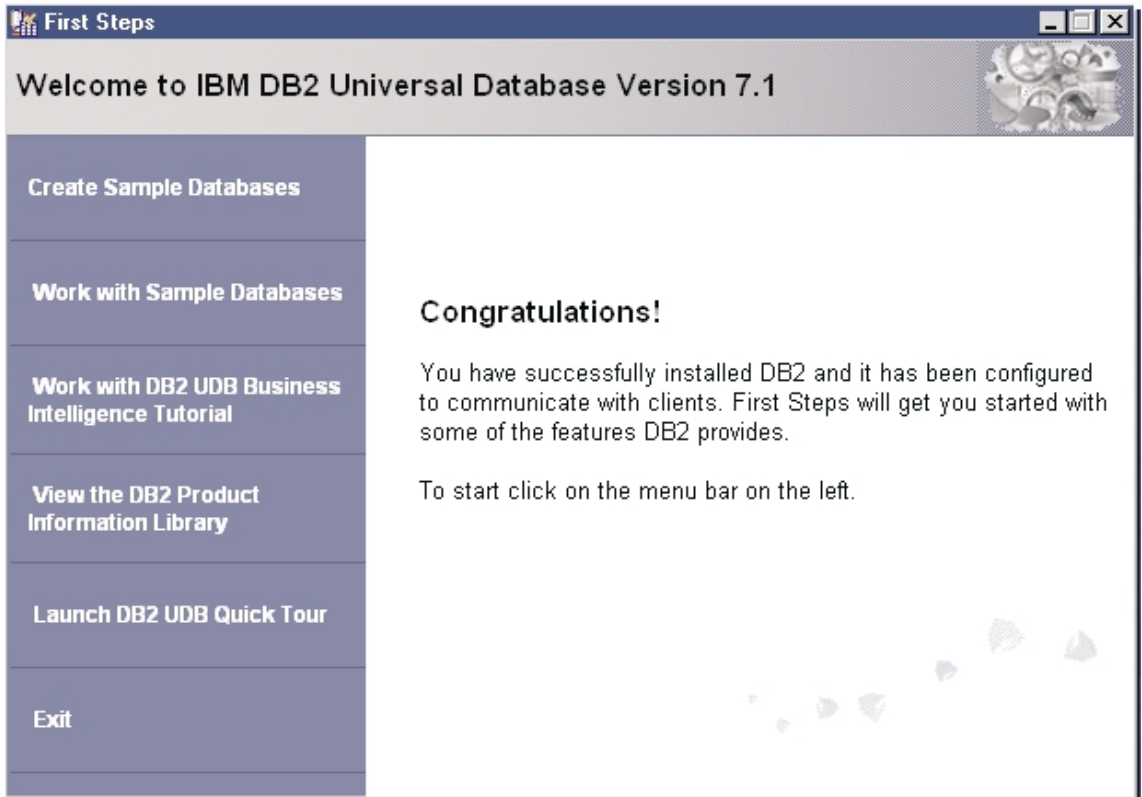 First Steps
Welcome to IBM DB2 Universal Database Version 7.1
Create Sample Databases
Work with Sample Databases
Work with DB2 UDB Business
Intelligence Tutorial
View the DB2 Product
Information Library
Launch DB2 UDB Quick Tour
Exit
Congratulations!
You have successfully installed DB2 and it has been configured
to communicate with clients. First Steps will get you started with
some of the features DB2 provides.
To start click on the menu bar on the left.